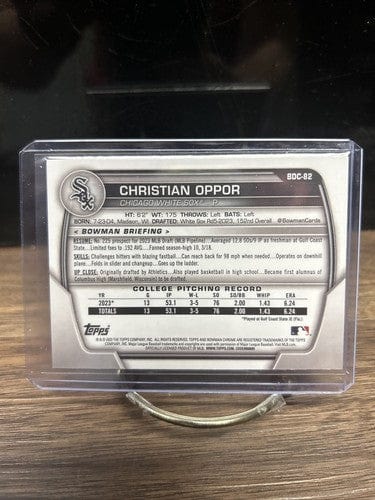 BDC-82
Sox
CHRISTIAN OPPOR
CHICAGO WHITE SOX / P
HT: 6'2" WT: 175 THROWS: Left BATS: Left
BORN: 7-23-04, Madison, WI DRAFTED: White Sox Rd5-2023, 152nd Overall @BowmanCards
BOWMAN BRIEFING
RESUME: No. 225 prospect for 2023 MLB Draft (MLB Pipeline)...Averaged 12.8 SO/9 IP as freshman at Gulf Coast State...Limited foes to .192 AVG...Fanned season-high 10, 3/18.
SKILLS: Challenges hitters with blazing fastball...Can reach back for 98 mph when needed...Operates on downhill plane...Folds in slider and changeup...Goes up the ladder.
UP CLOSE: Originally drafted by Athletics...Also played basketball in high school...Became first alumnus of Columbus High (Marshfield, Wisconsin) to be drafted.
COLLEGE PITCHING RECORD
YR G IP W-L SO SO/BB WHIP ERA
2023* 13 53.1 3-5 76 2.00 1.43 6.24
TOTALS 13 53.1 3-5 76 2.00 1.43 6.24
*Played at Gulf Coast State JC (Fla.)
Topps